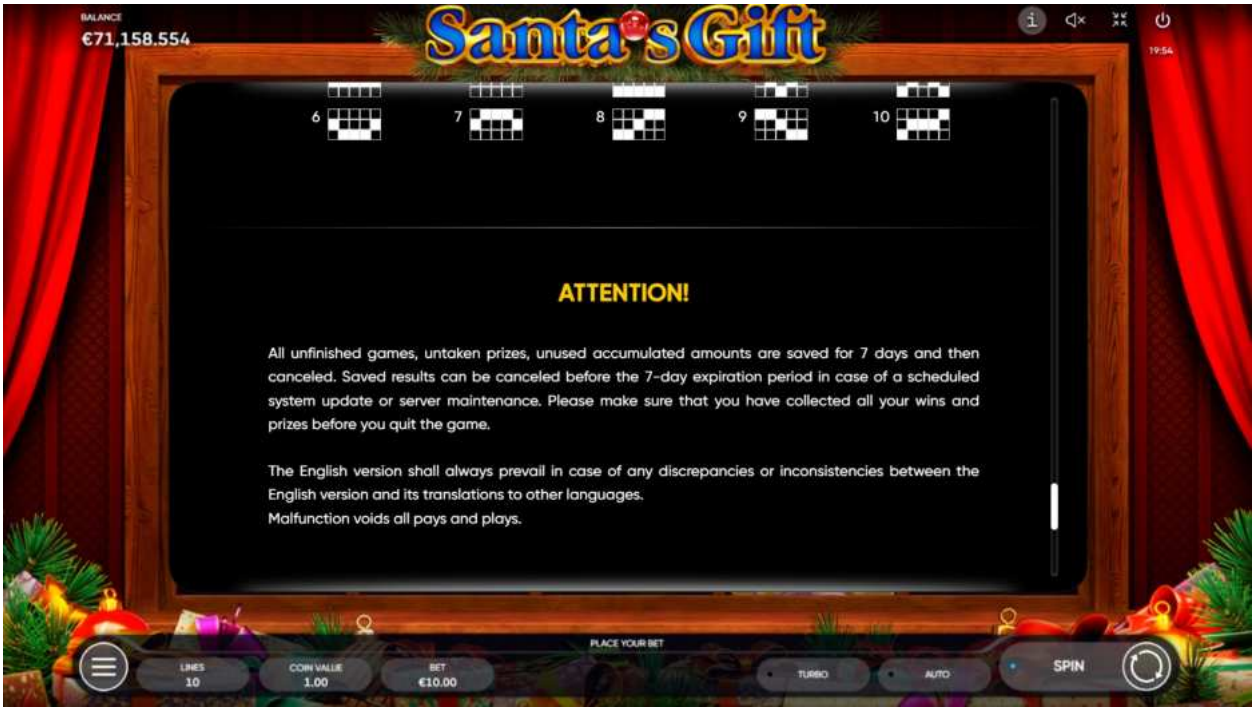 BALANCE
€71,158.554
Santa's Gift
i
19:54
6 7 8 9 10
ATTENTION!
All unfinished games, untaken prizes, unused accumulated amounts are saved for 7 days and then
canceled. Saved results can be canceled before the 7-day expiration period in case of a scheduled
system update or server maintenance. Please make sure that you have collected all your wins and
prizes before you quit the game.
The English version shall always prevail in case of any discrepancies or inconsistencies between the
English version and its translations to other languages.
Malfunction voids all pays and plays.
PLACE YOUR BET
LINES
10
COIN VALUE
1.00
BET
€10.00
TURBO
AUTO
SPIN